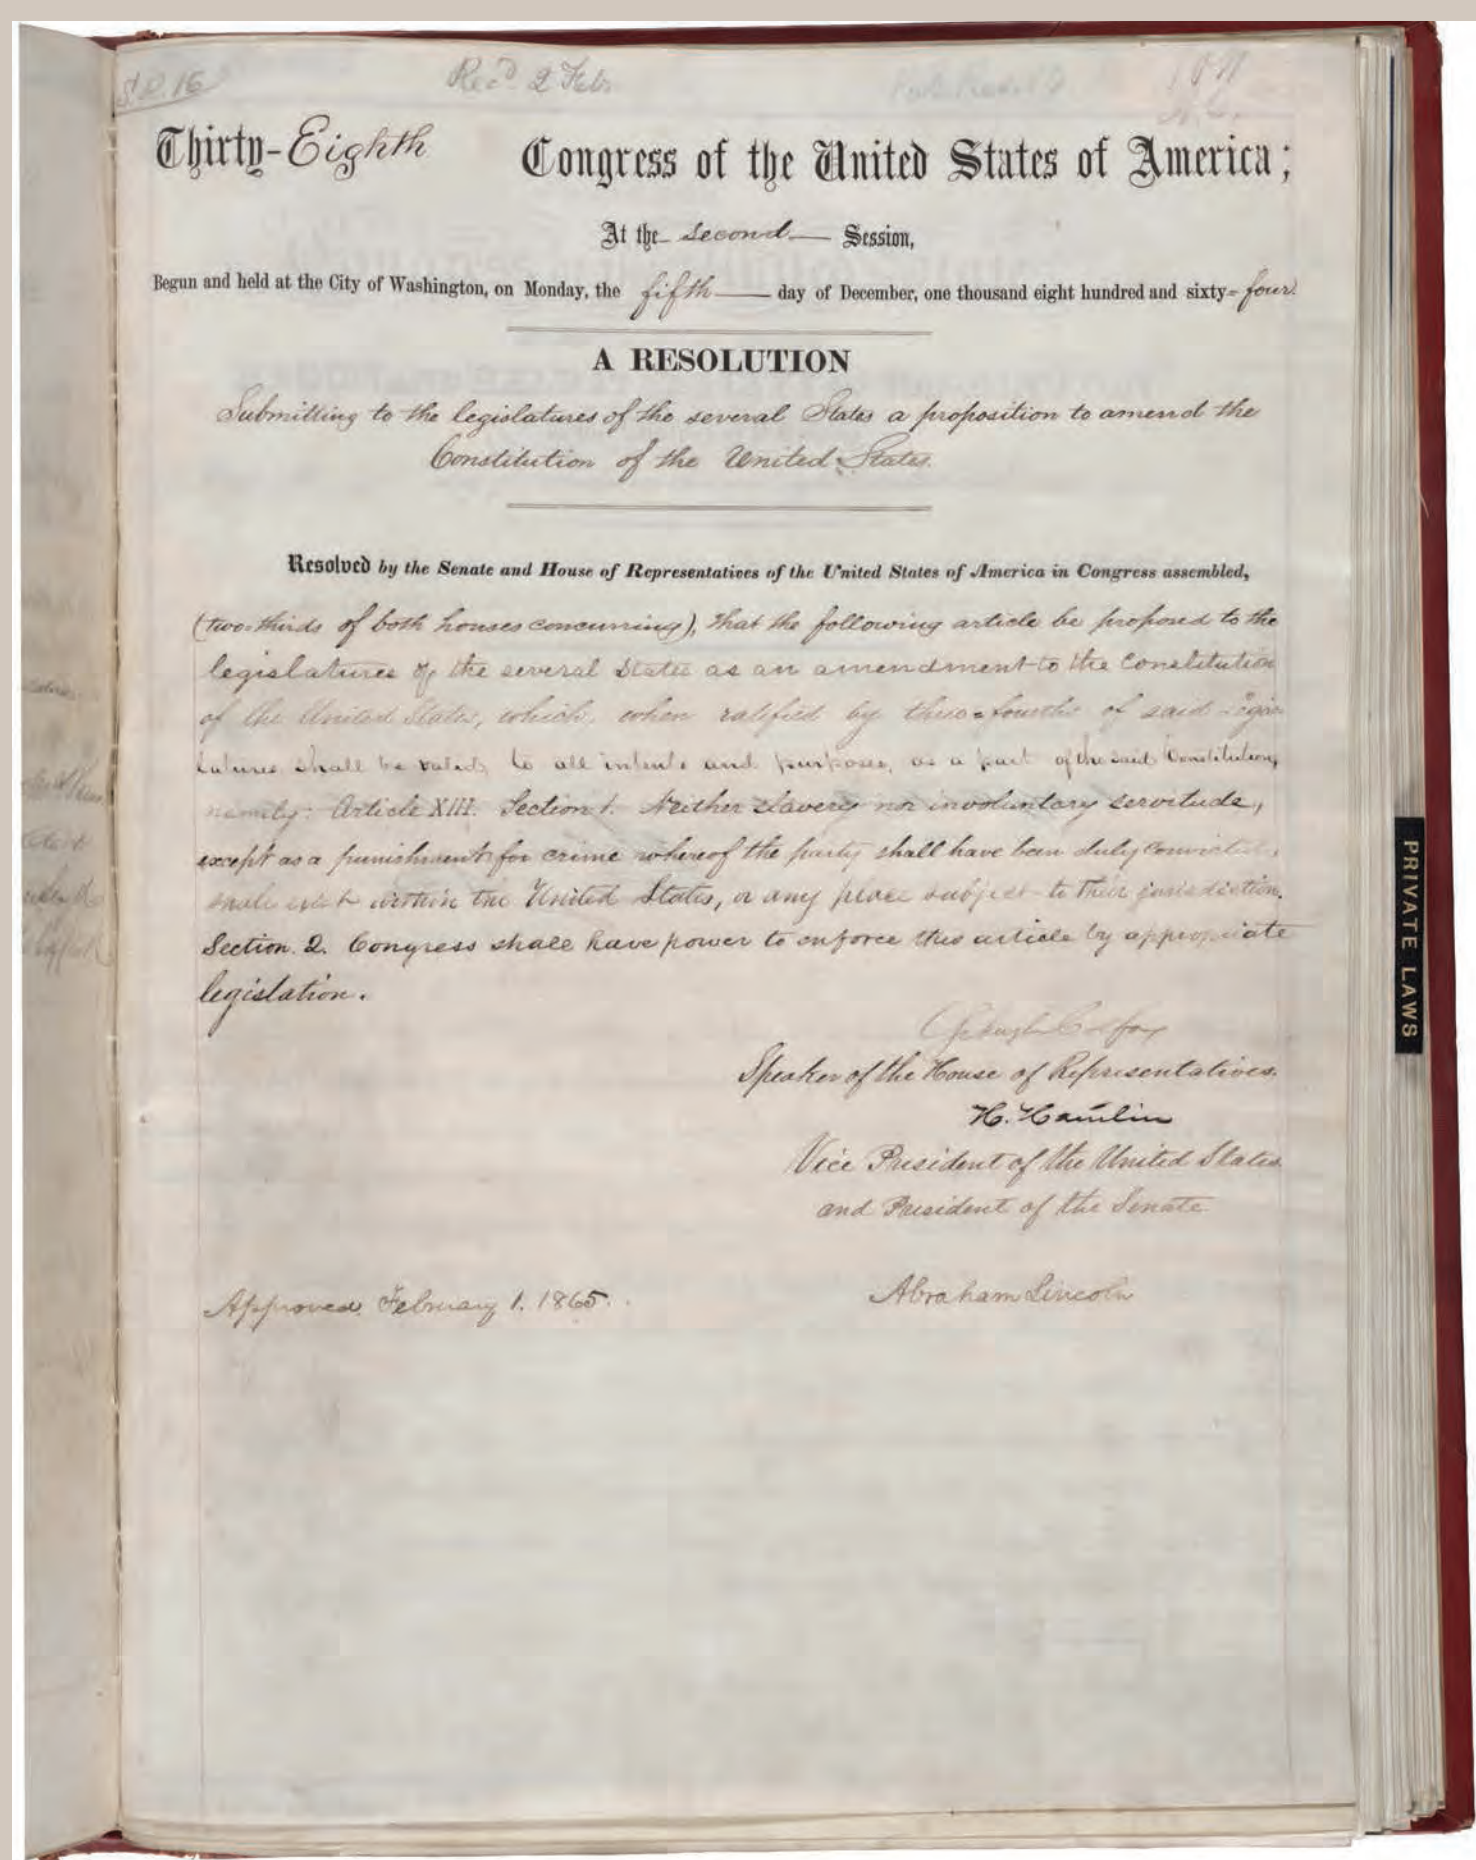 S.R. 16
Rec'd 2 Feb.
Thirty-Eighth Congress of the United States of America;
At the second Session,
Begun and held at the City of Washington, on Monday, the fifth day of December, one thousand eight hundred and sixty-four.
A RESOLUTION
Submitting to the legislatures of the several States a proposition to amend the
Constitution of the United States.
Resolved by the Senate and House of Representatives of the United States of America in Congress assembled,
(two-thirds of both houses concurring), that the following article be proposed to the
legislatures of the several States as an amendment to the Constitution
of the United States, which, when ratified by three-fourths of said legis-
latures shall be valid, to all intents and purposes, as a part of the said Constitution,
namely: Article XIII. Section 1. Neither slavery nor involuntary servitude,
except as a punishment for crime whereof the party shall have been duly convicted,
shall exist within the United States, or any place subject to their jurisdiction.
Section. 2. Congress shall have power to enforce this article by appropriate
legislation.
Schuyler Colfax
Speaker of the House of Representatives.
H. Hamlin
Vice President of the United States
and President of the Senate
Approved, February 1. 1865.
Abraham Lincoln
PRIVATE LAWS